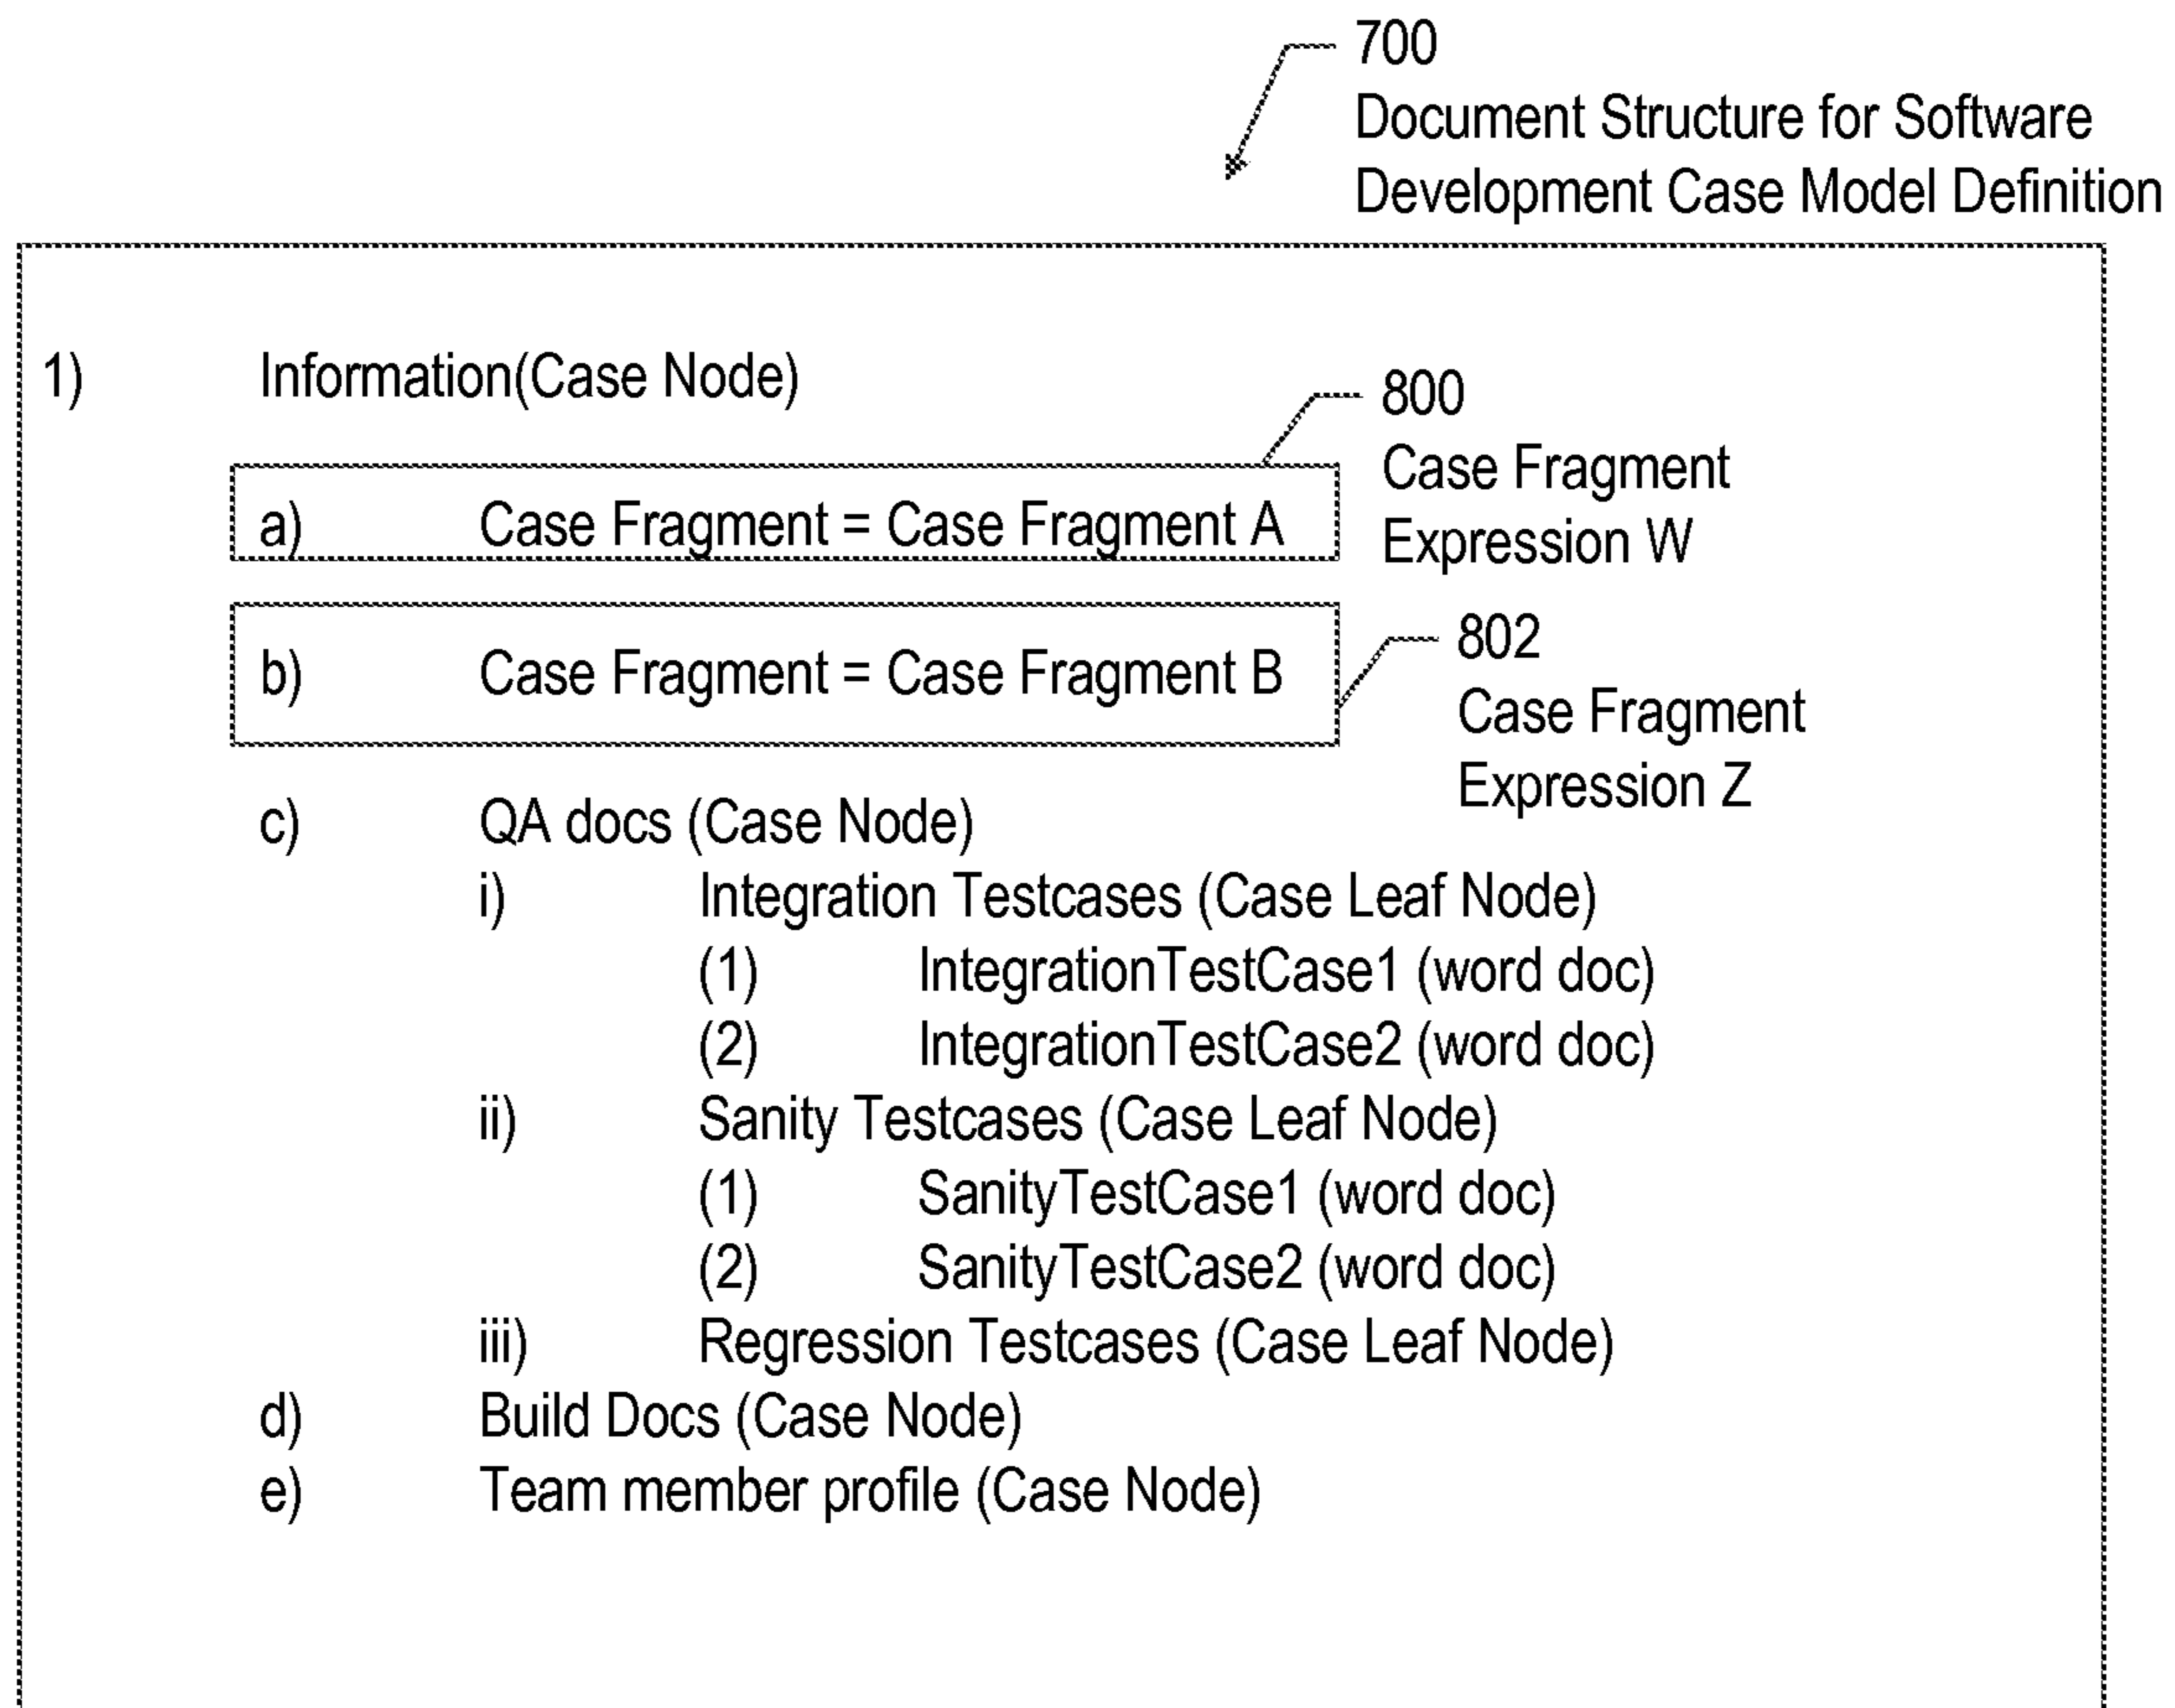 700
Document Structure for Software
Development Case Model Definition
1) Information(Case Node)
800
Case Fragment
Expression W
a) Case Fragment = Case Fragment A
802
Case Fragment
Expression Z
b) Case Fragment = Case Fragment B
c) QA docs (Case Node)
i) Integration Testcases (Case Leaf Node)
(1) IntegrationTestCase1 (word doc)
(2) IntegrationTestCase2 (word doc)
ii) Sanity Testcases (Case Leaf Node)
(1) SanityTestCase1 (word doc)
(2) SanityTestCase2 (word doc)
iii) Regression Testcases (Case Leaf Node)
d) Build Docs (Case Node)
e) Team member profile (Case Node)